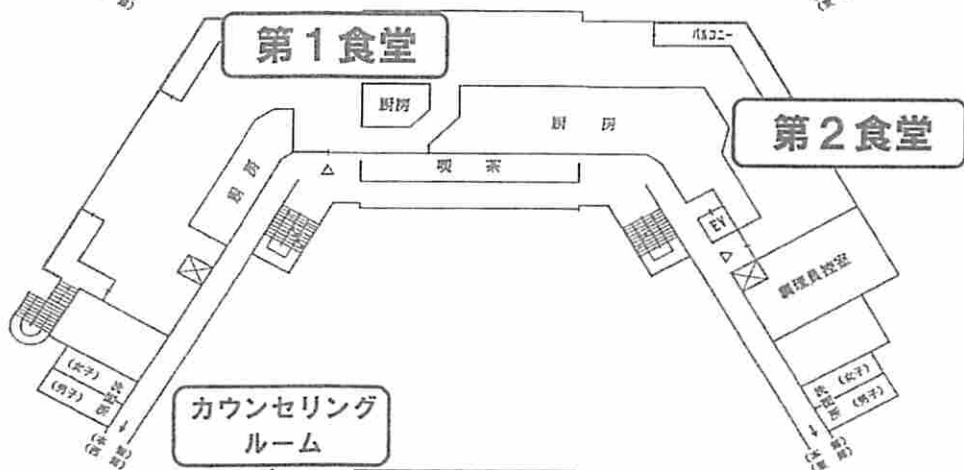 第１食堂
バルコニー
厨房
厨　房
第２食堂
厨房
喫　茶
EV
調理員控室
(女子)
(男子)
洗面所
(女子)
(男子)
洗面所
カウンセリング
ルーム